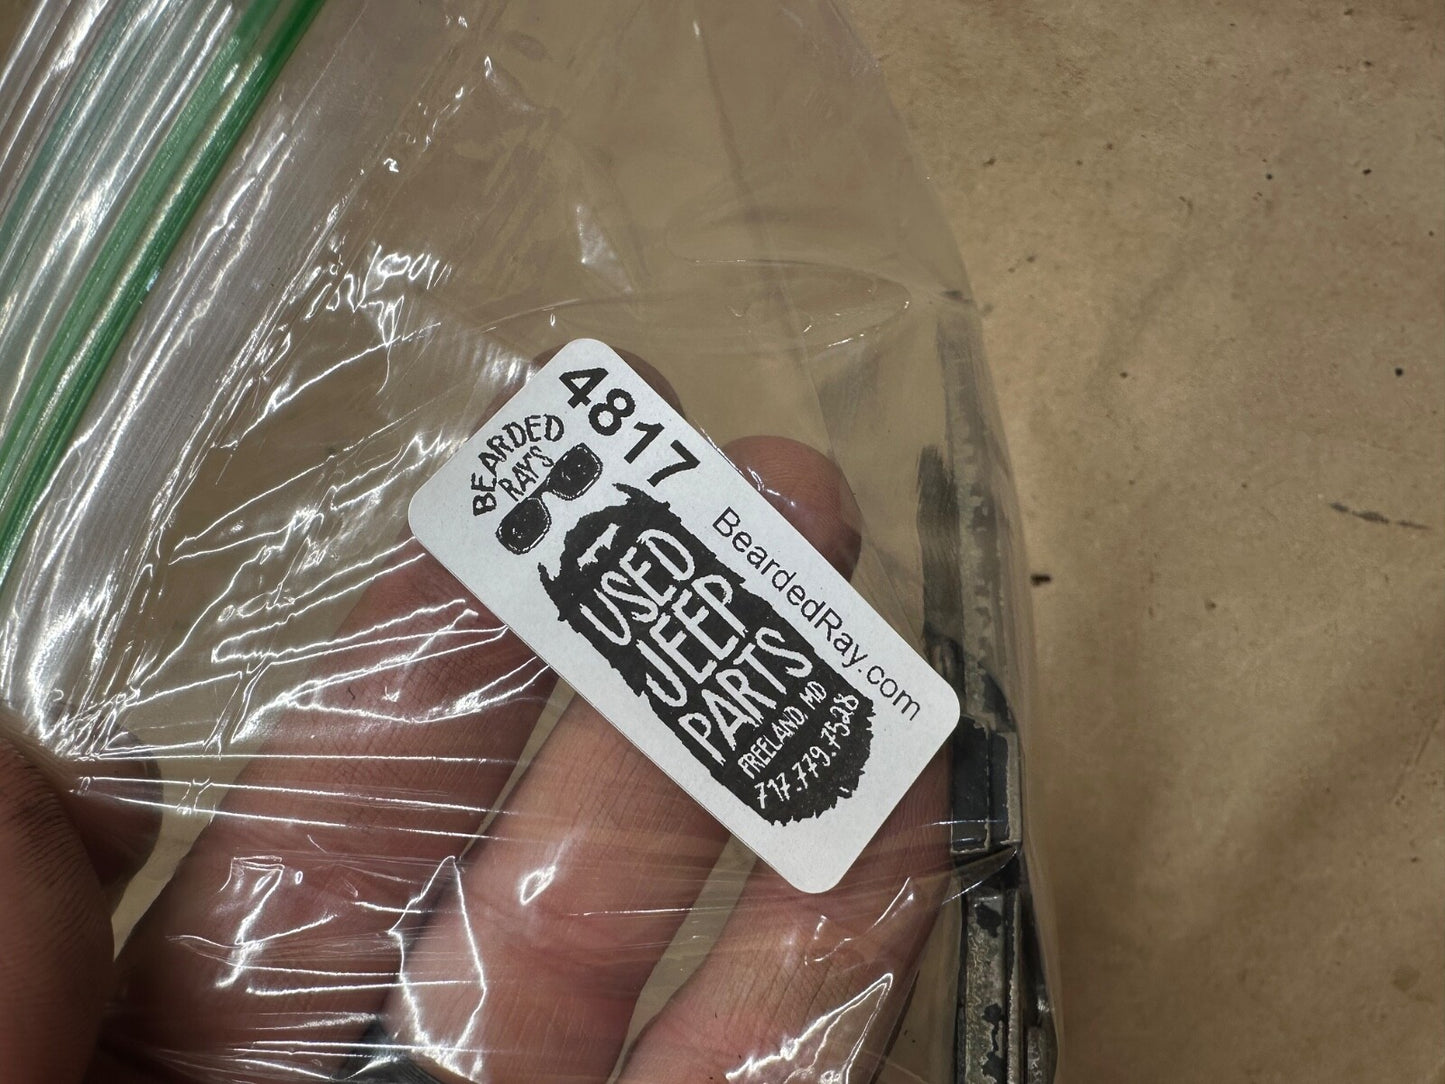 4817
BEARDED
RAY'S
USED
JEEP
PARTS
FREELAND, MD
717.779.7528
BeardedRay.com